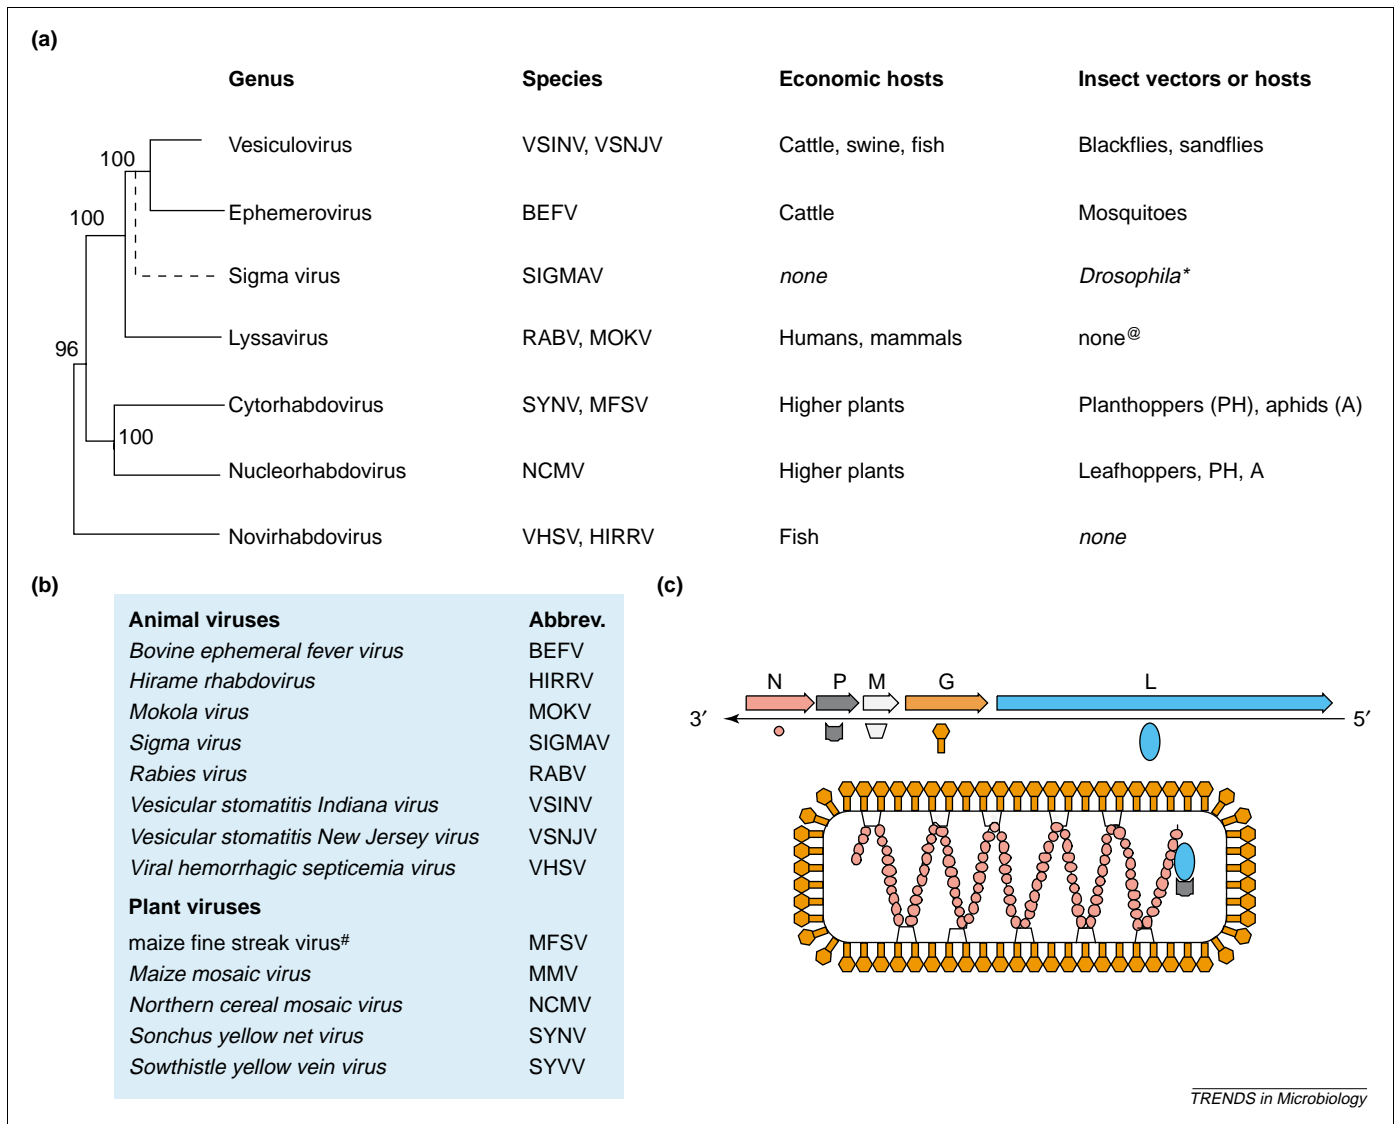 (a)
Genus Species Economic hosts Insect vectors or hosts
100 Vesiculovirus VSINV, VSNJV Cattle, swine, fish Blackflies, sandflies
100 Ephemerovirus BEFV Cattle Mosquitoes
Sigma virus SIGMAV none Drosophila*
Lyssavirus RABV, MOKV Humans, mammals none@
96
Cytorhabdovirus SYNV, MFSV Higher plants Planthoppers (PH), aphids (A)
100
Nucleorhabdovirus NCMV Higher plants Leafhoppers, PH, A
Novirhabdovirus VHSV, HIRRV Fish none
(b)
Animal viruses Abbrev.
Bovine ephemeral fever virus BEFV
Hirame rhabdovirus HIRRV
Mokola virus MOKV
Sigma virus SIGMAV
Rabies virus RABV
Vesicular stomatitis Indiana virus VSINV
Vesicular stomatitis New Jersey virus VSNJV
Viral hemorrhagic septicemia virus VHSV
Plant viruses
maize fine streak virus# MFSV
Maize mosaic virus MMV
Northern cereal mosaic virus NCMV
Sonchus yellow net virus SYNV
Sowthistle yellow vein virus SYVV
(c)
N P M G L
3′ 5′
TRENDS in Microbiology